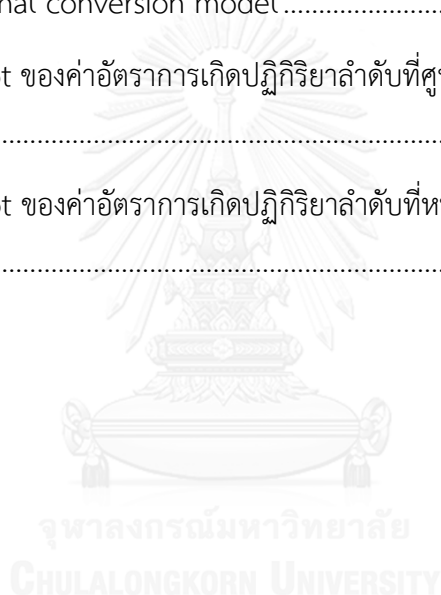 conversion model
ของค่าอัตราการเกิดปฏิกิริยาลำดับที่
ของค่าอัตราการเกิดปฏิกิริยาลำดับที่
จุฬาลงกรณ์มหาวิทยาลัย
CHULALONGKORN UNIVERSITY